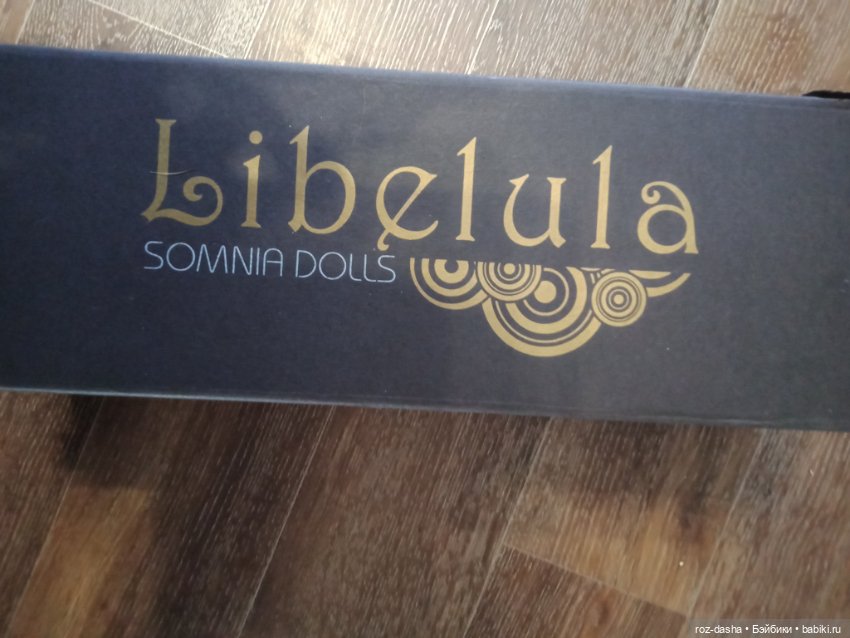 Libelula
SOMNIA DOLLS
roz-dasha • Бэйбики • babiki.ru